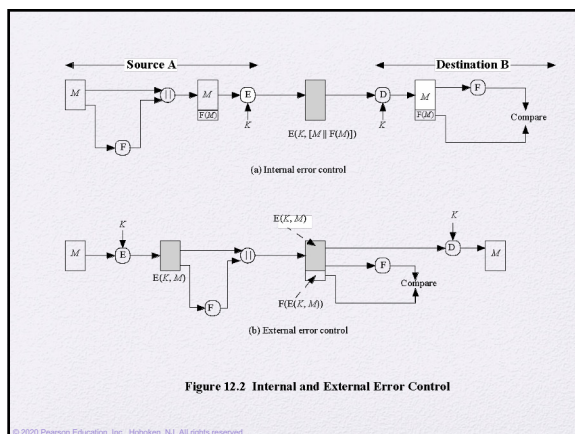 Source A
Destination B
M
F
||
M
F(M)
E
K
E(K, [M || F(M)])
D
K
M
F(M)
F
Compare
(a) Internal error control
M
K
E
E(K, M)
F
||
E(K, M)
F(E(K, M))
F
Compare
K
D
M
(b) External error control
Figure 12.2 Internal and External Error Control
© 2020 Pearson Education, Inc., Hoboken, NJ. All rights reserved.